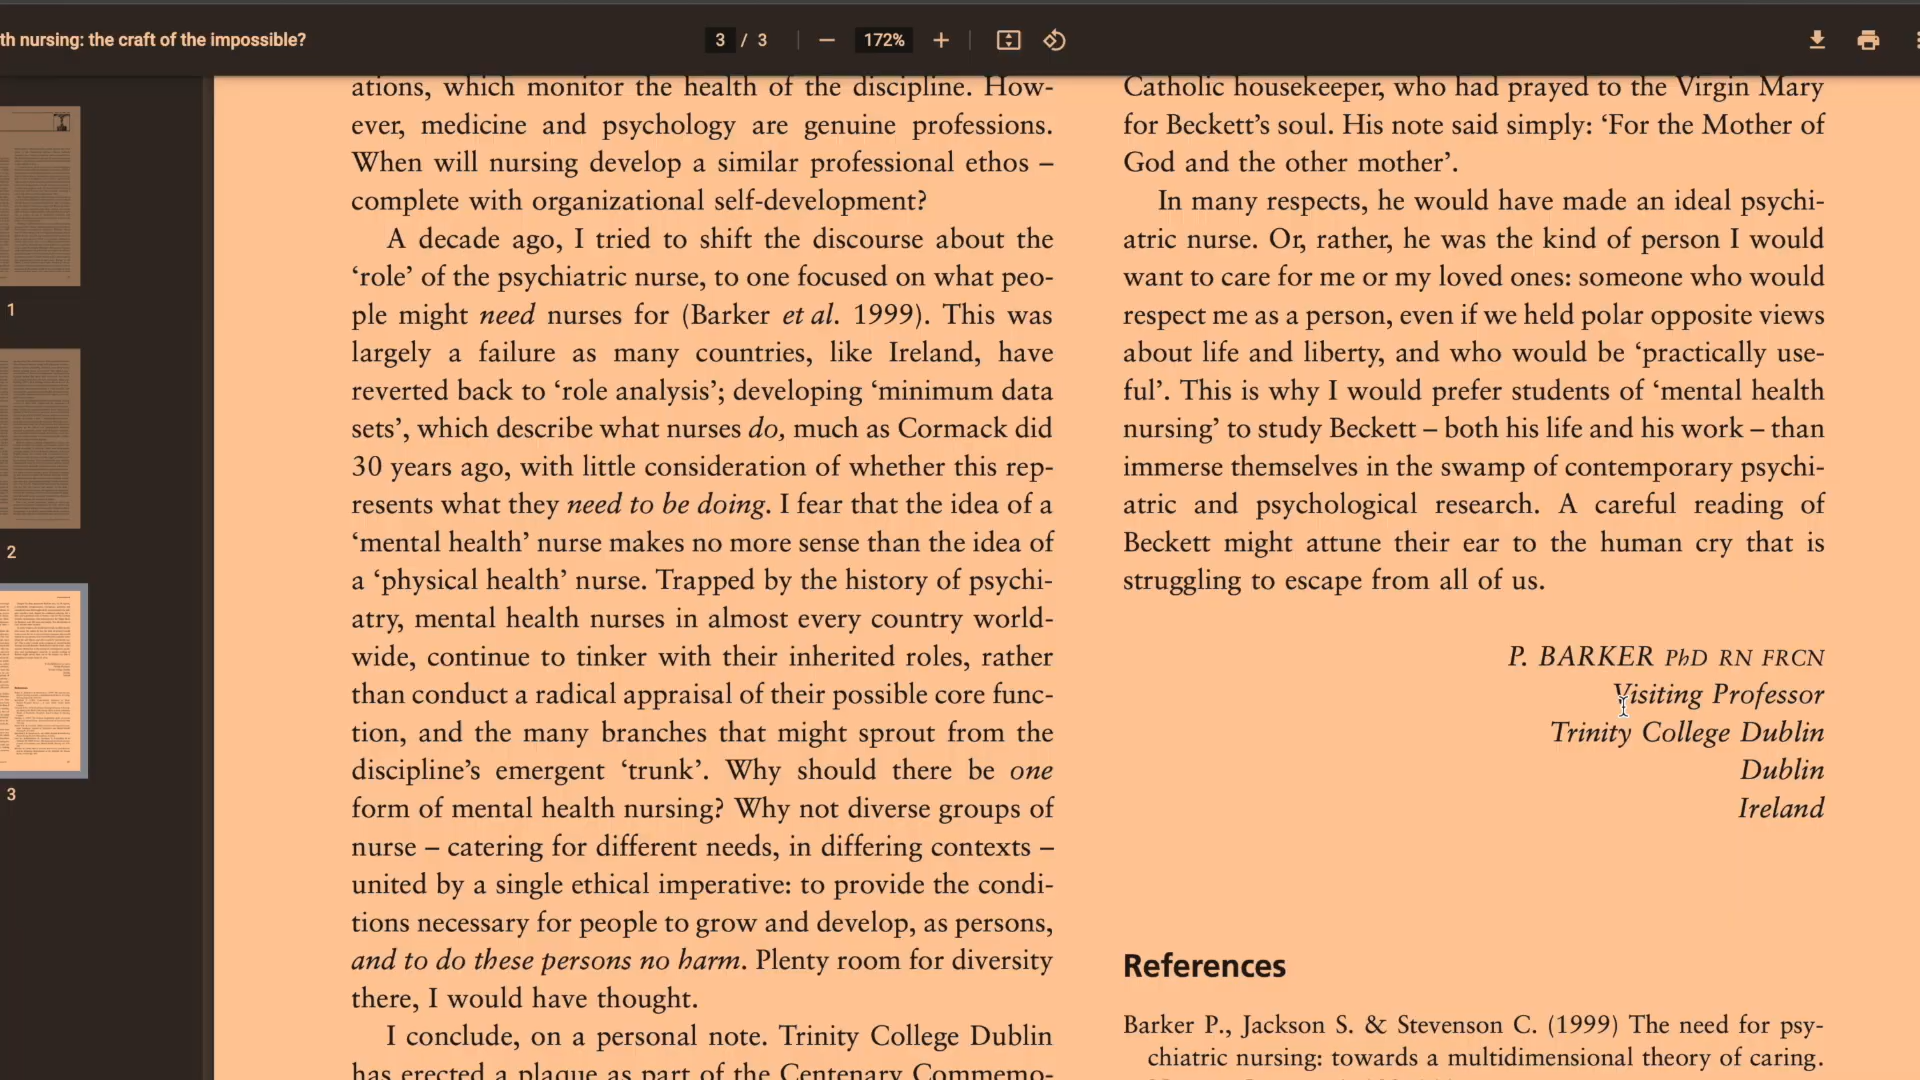 th nursing: the craft of the impossible?
3 / 3
172%
1
2
3
ations, which monitor the health of the discipline. How-
ever, medicine and psychology are genuine professions.
When will nursing develop a similar professional ethos –
complete with organizational self-development?
A decade ago, I tried to shift the discourse about the
‘role’ of the psychiatric nurse, to one focused on what peo-
ple might need nurses for (Barker et al. 1999). This was
largely a failure as many countries, like Ireland, have
reverted back to ‘role analysis’; developing ‘minimum data
sets’, which describe what nurses do, much as Cormack did
30 years ago, with little consideration of whether this rep-
resents what they need to be doing. I fear that the idea of a
‘mental health’ nurse makes no more sense than the idea of
a ‘physical health’ nurse. Trapped by the history of psychi-
atry, mental health nurses in almost every country world-
wide, continue to tinker with their inherited roles, rather
than conduct a radical appraisal of their possible core func-
tion, and the many branches that might sprout from the
discipline’s emergent ‘trunk’. Why should there be one
form of mental health nursing? Why not diverse groups of
nurse – catering for different needs, in differing contexts –
united by a single ethical imperative: to provide the condi-
tions necessary for people to grow and develop, as persons,
and to do these persons no harm. Plenty room for diversity
there, I would have thought.
I conclude, on a personal note. Trinity College Dublin
has erected a plaque as part of the Centenary Commemo-
Catholic housekeeper, who had prayed to the Virgin Mary
for Beckett’s soul. His note said simply: ‘For the Mother of
God and the other mother’.
In many respects, he would have made an ideal psychi-
atric nurse. Or, rather, he was the kind of person I would
want to care for me or my loved ones: someone who would
respect me as a person, even if we held polar opposite views
about life and liberty, and who would be ‘practically use-
ful’. This is why I would prefer students of ‘mental health
nursing’ to study Beckett – both his life and his work – than
immerse themselves in the swamp of contemporary psychi-
atric and psychological research. A careful reading of
Beckett might attune their ear to the human cry that is
struggling to escape from all of us.
P. BARKER PhD RN FRCN
Visiting Professor
Trinity College Dublin
Dublin
Ireland
References
Barker P., Jackson S. & Stevenson C. (1999) The need for psy-
chiatric nursing: towards a multidimensional theory of caring.